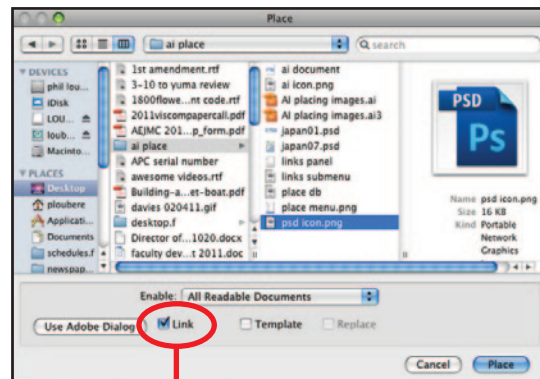 Place
ai place
search
DEVICES
phil lou...
iDisk
LOU...
loub...
Macinto...
PLACES
Desktop
ploubere
Applicati...
Documents
schedules.f
newspap...
1st amendment.rtf
3-10 to yuma review
1800flowe...nt code.rtf
2011viscompapercall.pdf
AEJMC 201...p_form.pdf
ai place
APC serial number
awesome videos.rtf
Building-a...et-boat.pdf
davies 020411.gif
desktop.f
Director of...1020.docx
faculty dev...t 2011.doc
ai document
ai icon.png
AI placing images.ai
AI placing images.ai3
japan01.psd
japan07.psd
links panel
links submenu
place db
place menu.png
psd icon.png
PSD
Ps
Name psd icon.png
Size 16 KB
Kind Portable
Network
Graphics
Enable: All Readable Documents
Use Adobe Dialog
Link
Template
Replace
Cancel
Place